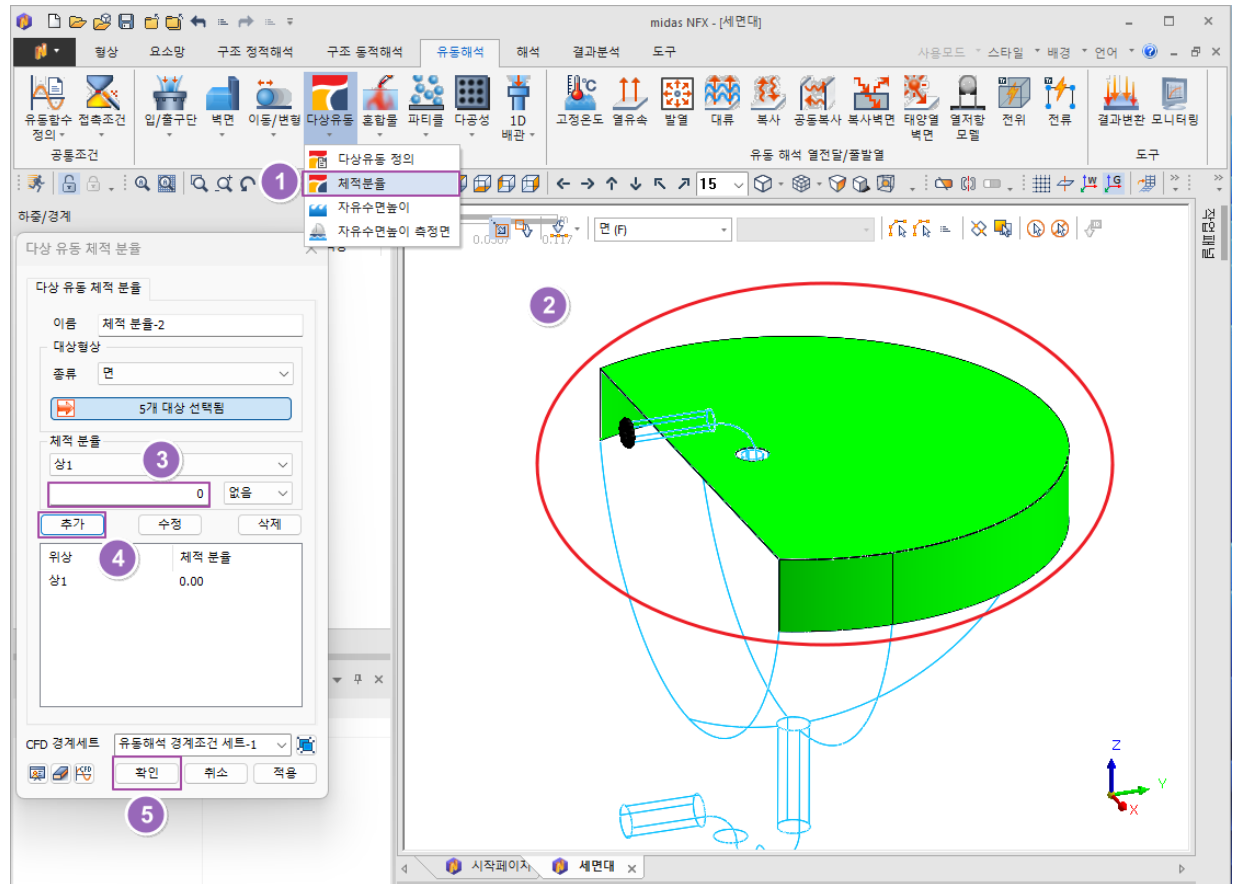 midas NFX - [세면대]
형상 요소망 구조 정적해석 구조 동적해석 유동해석 해석 결과분석 도구 사용모드 스타일 배경 언어
유동함수 정의 접촉조건 입/출구단 벽면 이동/변형 다상유동 혼합물 파티클 다공성 1D 배관 고정온도 열유속 발열 대류 복사 공동복사 복사벽면 태양열 벽면 열저항 모델 전위 전류 결과변환 모니터링
공통조건 유동 해석 열전달/줄발열 도구
다상유동 정의
1 체적분율
자유수면높이
자유수면높이 측정면
15
W G
하중/경계
작업패널
면 (F)
0.117
다상 유동 체적 분율
다상 유동 체적 분율
이름 체적 분율-2
대상형상
종류 면
5개 대상 선택됨
체적 분율
상1 3
0 없음
추가 수정 삭제
4
위상 체적 분율
상1 0.00
CFD 경계세트 유동해석 경계조건 세트-1
확인 취소 적용
5
2
Z
Y
X
시작페이지 세면대